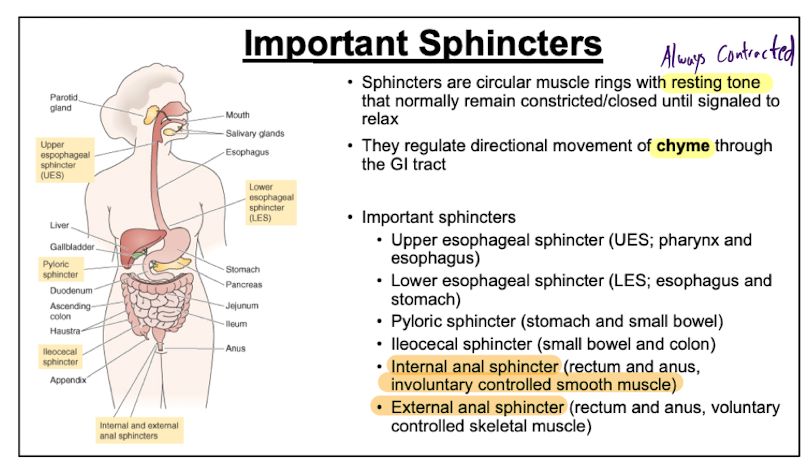 Important Sphincters
Always Contracted
• Sphincters are circular muscle rings with resting tone
that normally remain constricted/closed until signaled to
relax
• They regulate directional movement of chyme through
the GI tract
• Important sphincters
• Upper esophageal sphincter (UES; pharynx and
esophagus)
• Lower esophageal sphincter (LES; esophagus and
stomach)
• Pyloric sphincter (stomach and small bowel)
• Ileocecal sphincter (small bowel and colon)
• Internal anal sphincter (rectum and anus,
involuntary controlled smooth muscle)
• External anal sphincter (rectum and anus, voluntary
controlled skeletal muscle)
Parotid
gland
Upper
espophageal
sphincter
(UES)
Liver
Gallbladder
Pyloric
sphincter
Duodenum
Ascending
colon
Haustra
Ileocecal
sphincter
Appendix
Internal and external
anal sphincters
Mouth
Salivary glands
Esophagus
Lower
esophageal
sphincter
(LES)
Stomach
Pancreas
Jejunum
Ileum
Anus